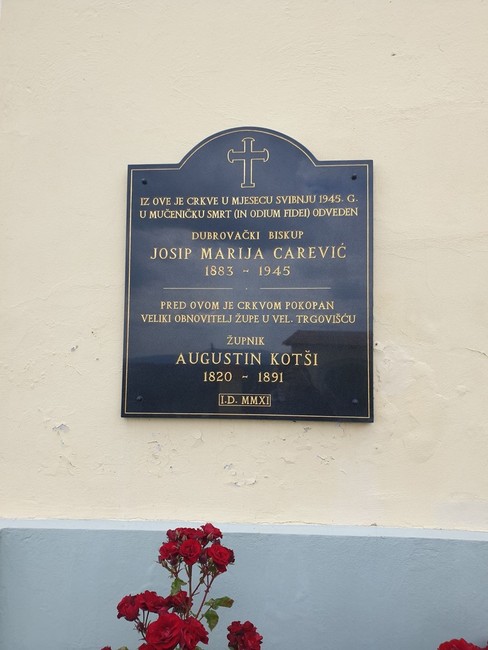 IZ OVE JE CRKVE U MJESECU SVIBNJU 1945. G.
U MUČENIČKU SMRT (IN ODIUM FIDEI) ODVEDEN
DUBROVAČKI BISKUP
JOSIP MARIJA CAREVIĆ
1883 - 1945
PRED OVOM JE CRKVOM POKOPAN
VELIKI OBNOVITELJ ŽUPE U VEL. TRGOVIŠĆU
ŽUPNIK
AUGUSTIN KOTŠI
1820 - 1891
I.D. MMXI